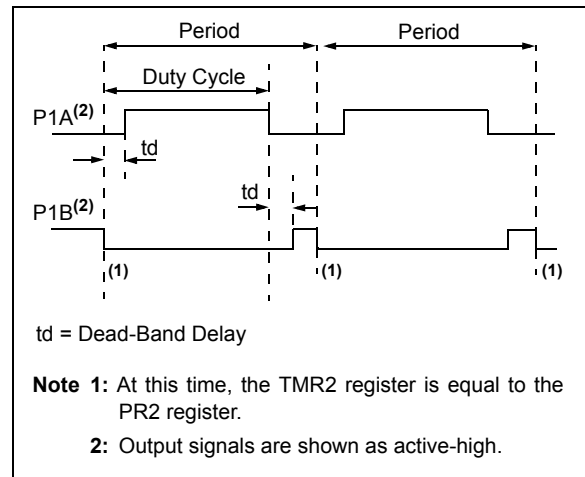 Period Period
Duty Cycle
P1A(2)
td
td
P1B(2)
(1) (1) (1)
td = Dead-Band Delay
Note 1: At this time, the TMR2 register is equal to the
PR2 register.
2: Output signals are shown as active-high.